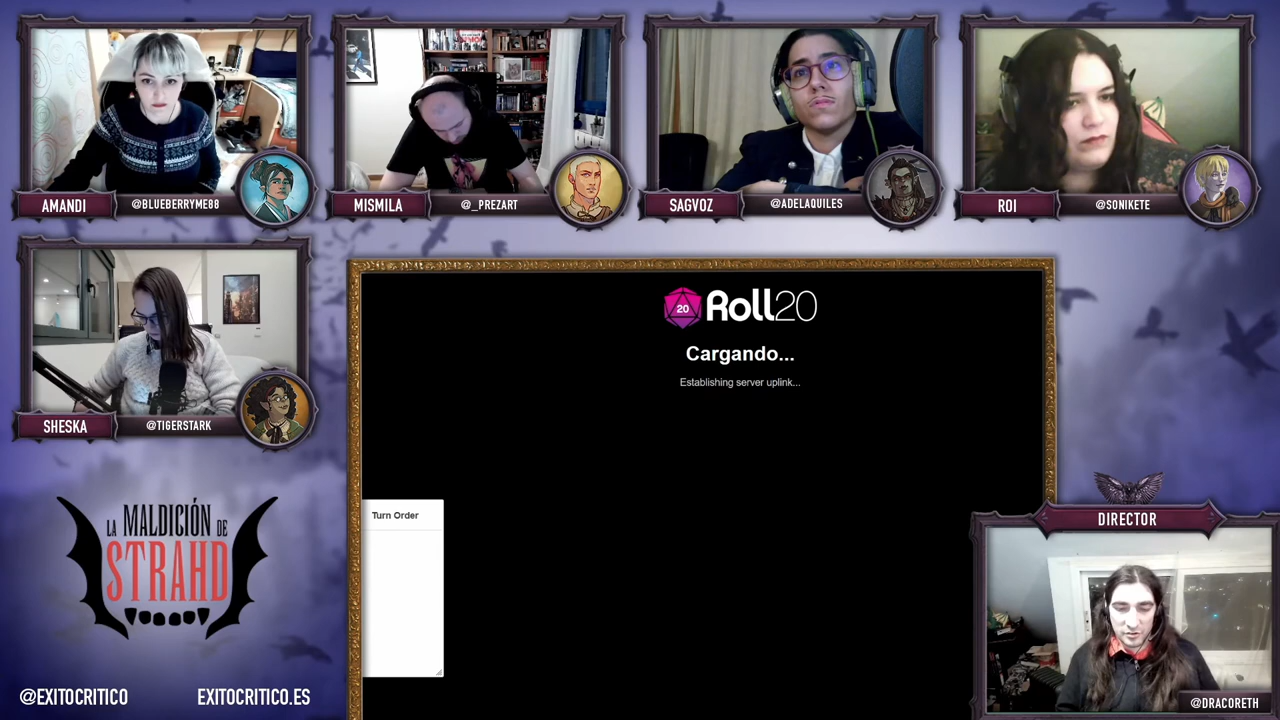 AMANDI
@BLUEBERRYME88
MISMILA
@_PREZART
SAGVOZ
@ADELAQUILES
ROI
@SONIKETE
SHESKA
@TIGERSTARK
20
Roll20
Cargando...
Establishing server uplink...
Turn Order
LA MALDICIÓN DE
STRAHD
DIRECTOR
@DRACORETH
@EXITOCRITICO
EXITOCRITICO.ES